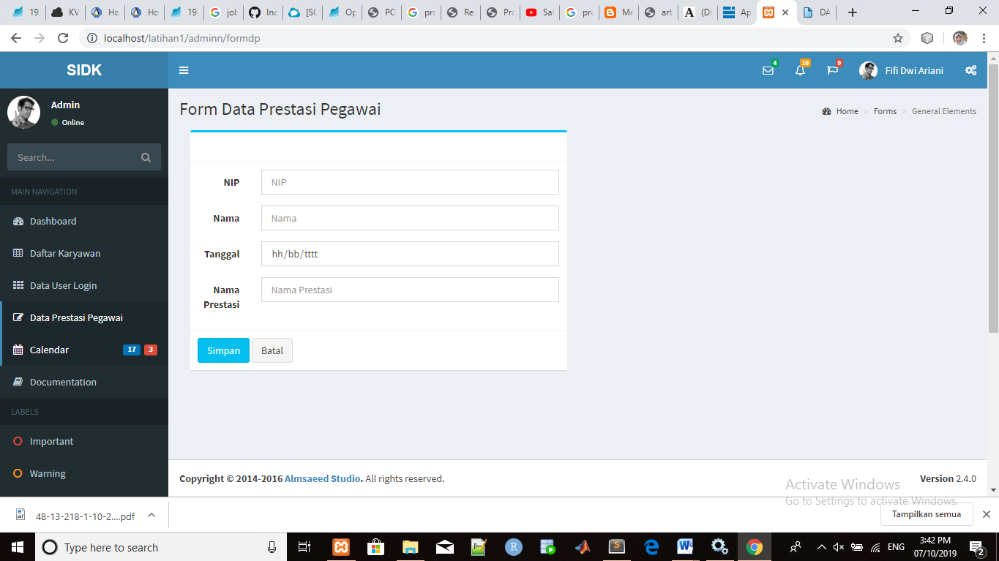 19
KV
Ho
Ho
19
job
Inc
[SC
Op
PC
pro
Re
Pro
Sa
pro
Me
art
(DC
Ap
DA
localhost/latihan1/adminn/formdp
SIDK
4
10
9
Fifi Dwi Ariani
Admin
Online
Form Data Prestasi Pegawai
Home > Forms > General Elements
Search...
MAIN NAVIGATION
Dashboard
Daftar Karyawan
Data User Login
Data Prestasi Pegawai
Calendar 17 3
Documentation
LABELS
Important
Warning
NIP NIP
Nama Nama
Tanggal hh/bb/tttt
Nama Nama Prestasi
Prestasi
Simpan Batal
Copyright © 2014-2016 Almsaeed Studio. All rights reserved.
Version 2.4.0
Activate Windows
Go to Settings to activate Windows.
48-13-218-1-10-2....pdf
Tampilkan semua
Type here to search
ENG
3:42 PM
07/10/2019
2